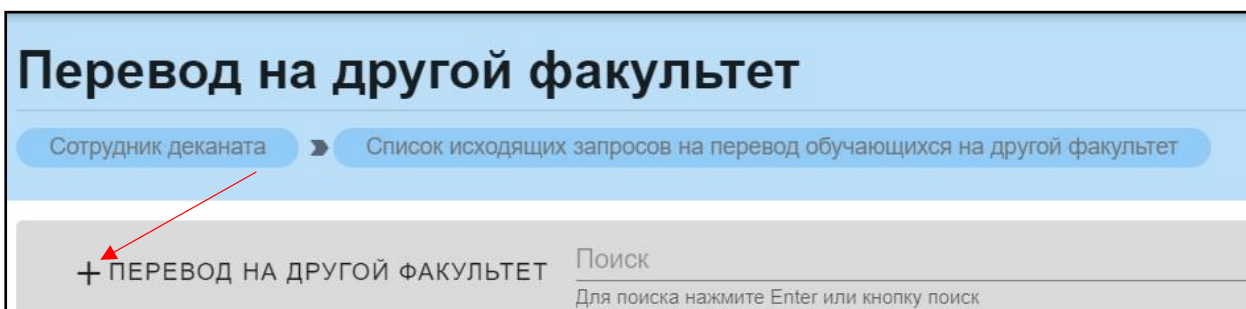 Перевод на другой факультет
Сотрудник деканата
Список исходящих запросов на перевод обучающихся на другой факультет
+ ПЕРЕВОД НА ДРУГОЙ ФАКУЛЬТЕТ
Поиск
Для поиска нажмите Enter или кнопку поиск